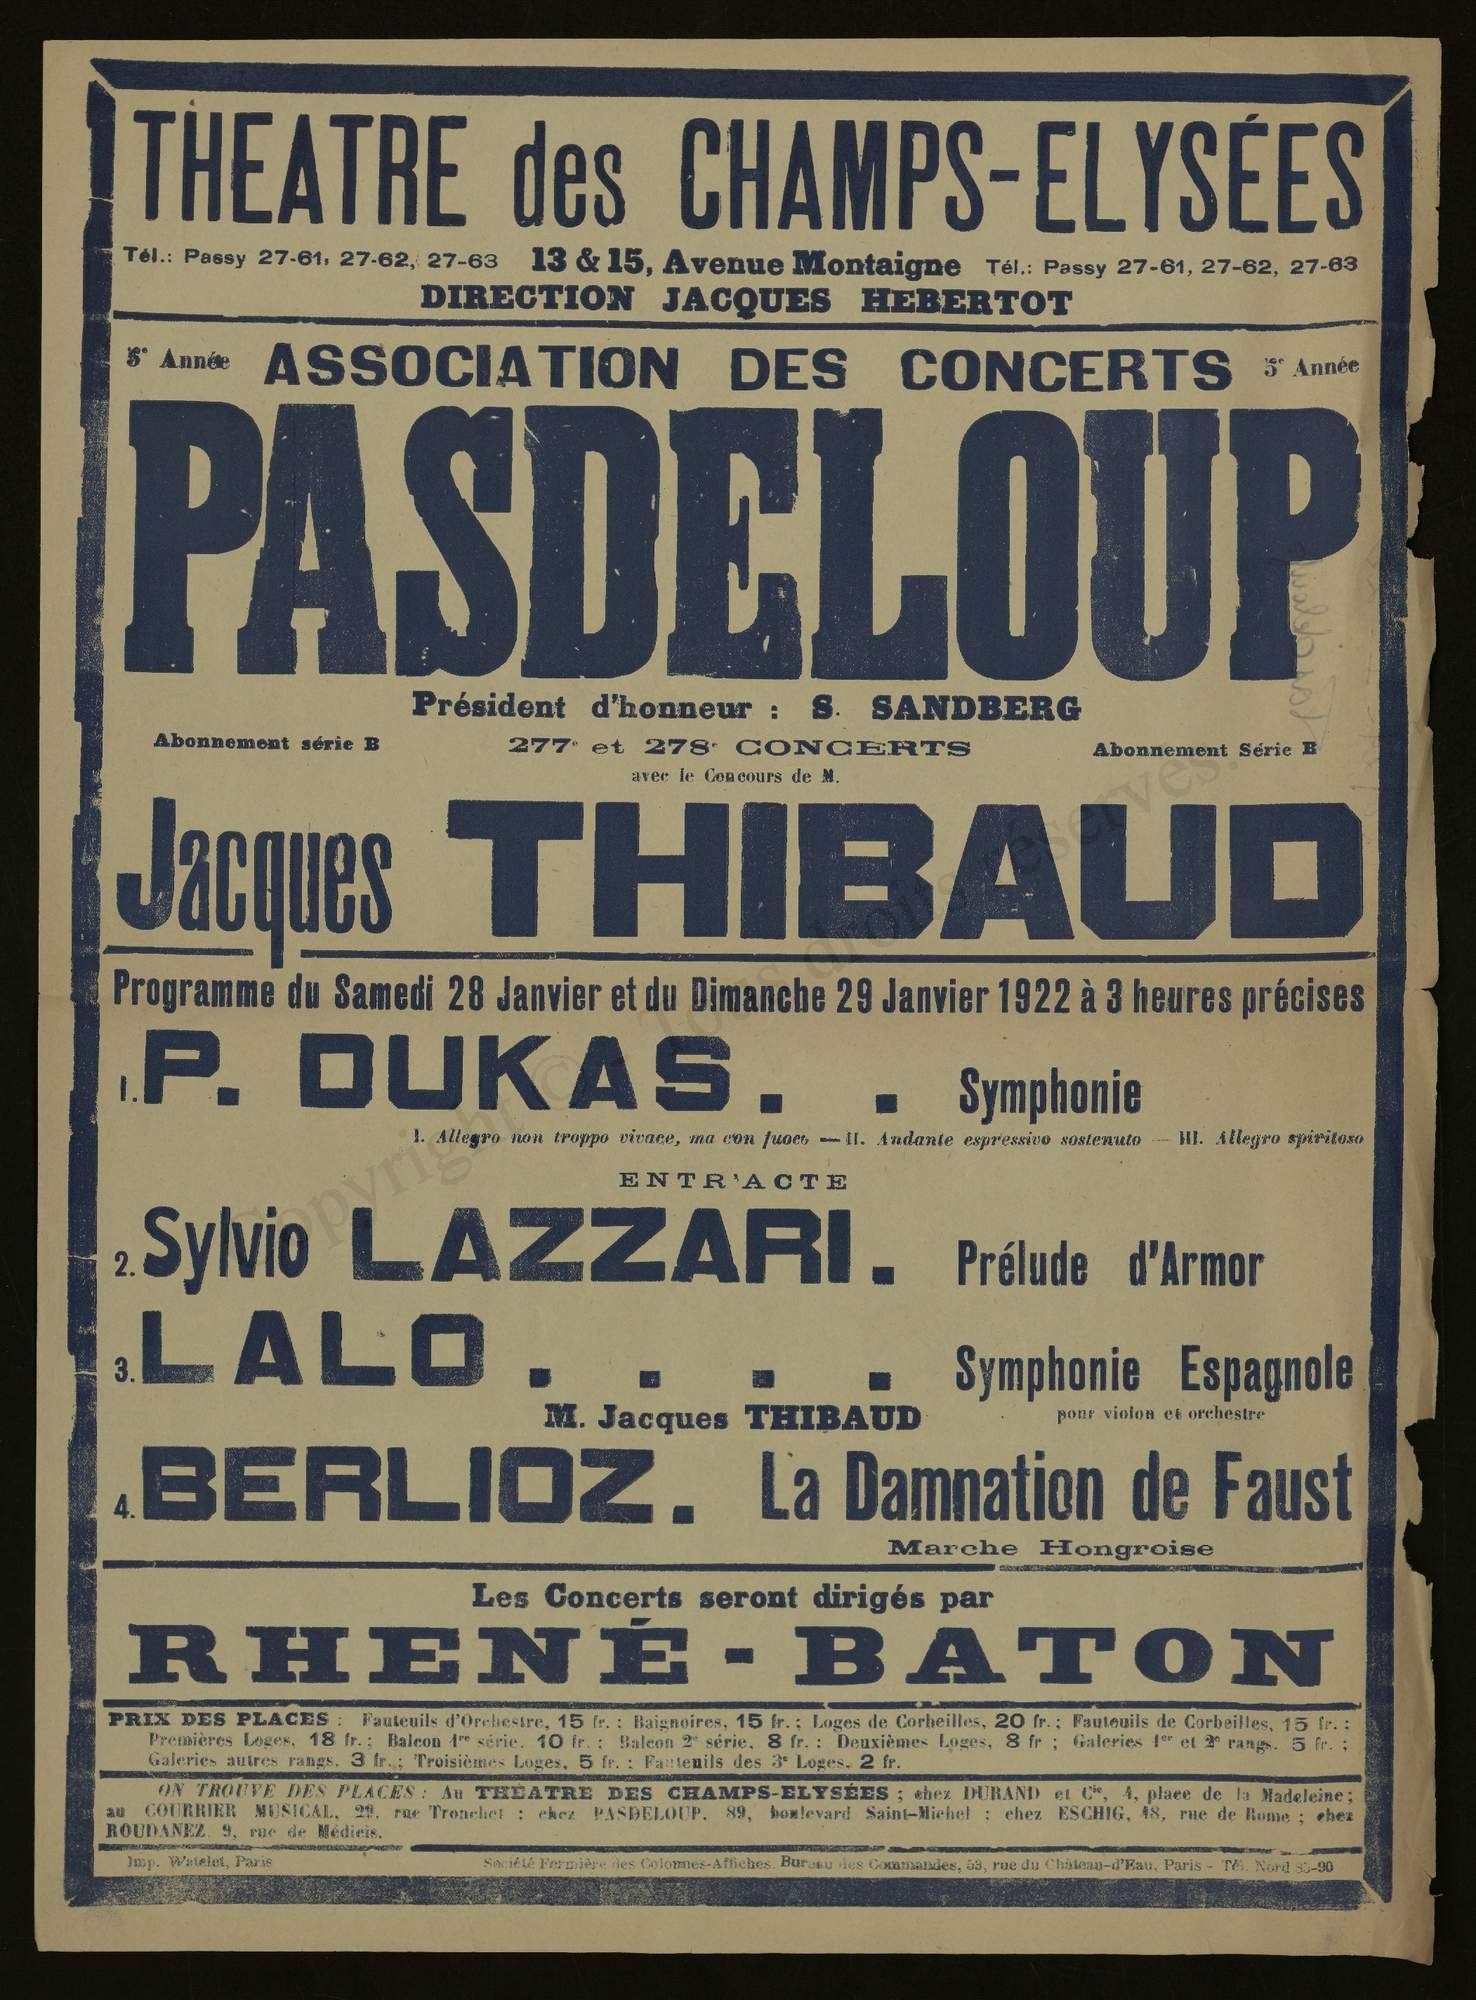 THEATRE des CHAMPS-ELYSÉES
Tél.: Passy 27-61, 27-62, 27-63 13 & 15, Avenue Montaigne Tél.: Passy 27-61, 27-62, 27-63
DIRECTION JACQUES HEBERTOT
5e Année ASSOCIATION DES CONCERTS 5e Année
PASDELOUP
Président d'honneur : S. SANDBERG
Abonnement série B 277e et 278e CONCERTS Abonnement Série B
avec le Concours de M.
Jacques THIBAUD
Programme du Samedi 28 Janvier et du Dimanche 29 Janvier 1922 à 3 heures précises
1. P. DUKAS. . Symphonie
I. Allegro non troppo vivace, ma con fuoco — II. Andante espressivo sostenuto — III. Allegro spiritoso
ENTR'ACTE
2. Sylvio LAZZARI. Prélude d'Armor
3. LALO. . . . Symphonie Espagnole
M. Jacques THIBAUD pour violon et orchestre
4. BERLIOZ. La Damnation de Faust
Marche Hongroise
Les Concerts seront dirigés par
RHENÉ-BATON
PRIX DES PLACES : Fauteuils d'Orchestre, 15 fr. ; Baignoires, 15 fr. ; Loges de Corbeilles, 20 fr. ; Fauteuils de Corbeilles, 15 fr. ;
Premières Loges, 18 fr. ; Balcon 1re série, 10 fr. ; Balcon 2e série, 8 fr. ; Deuxièmes Loges, 8 fr ; Galeries 1er et 2e rangs, 5 fr. ;
Galeries autres rangs, 3 fr. ; Troisièmes Loges, 5 fr. ; Fauteuils des 3e Loges, 2 fr.
ON TROUVE DES PLACES : Au THÉATRE DES CHAMPS-ELYSÉES ; chez DURAND et Cie, 4, place de la Madeleine ;
au COURRIER MUSICAL, 29, rue Tronchet ; chez PASDELOUP, 89, boulevard Saint-Michel ; chez ESCHIG, 48, rue de Rome ; chez
ROUDANEZ, 9, rue de Médicis.
Imp. Watelet, Paris Société Fermière des Colonnes-Affiches. Bureau des Commandes, 53, rue du Château-d'Eau, Paris - Tél. Nord 85-90
Copyright © - Tous droits réservés.